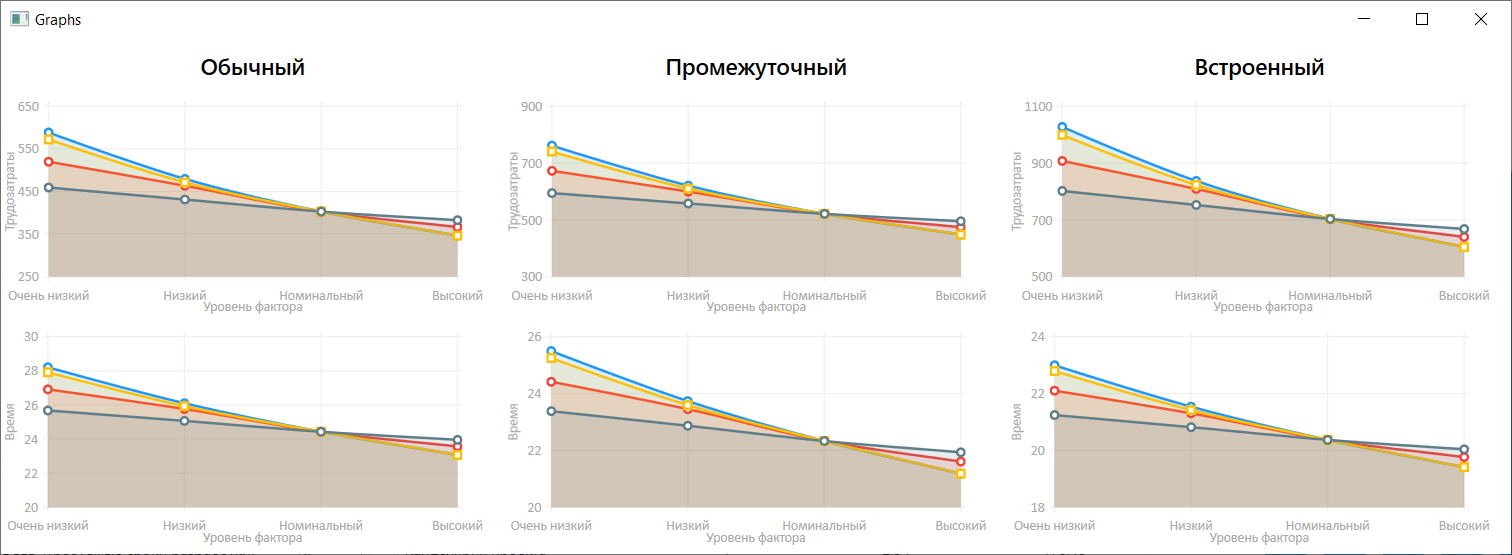 Graphs
Обычный
Промежуточный
Встроенный
650
550
450
350
250
Трудозатраты
Очень низкий Низкий Номинальный Высокий
Уровень фактора
900
700
500
300
Трудозатраты
Очень низкий Низкий Номинальный Высокий
Уровень фактора
1100
900
700
500
Трудозатраты
Очень низкий Низкий Номинальный Высокий
Уровень фактора
30
28
26
24
22
20
Время
Очень низкий Низкий Номинальный Высокий
Уровень фактора
26
24
22
20
Время
Очень низкий Низкий Номинальный Высокий
Уровень фактора
24
22
20
18
Время
Очень низкий Низкий Номинальный Высокий
Уровень фактора